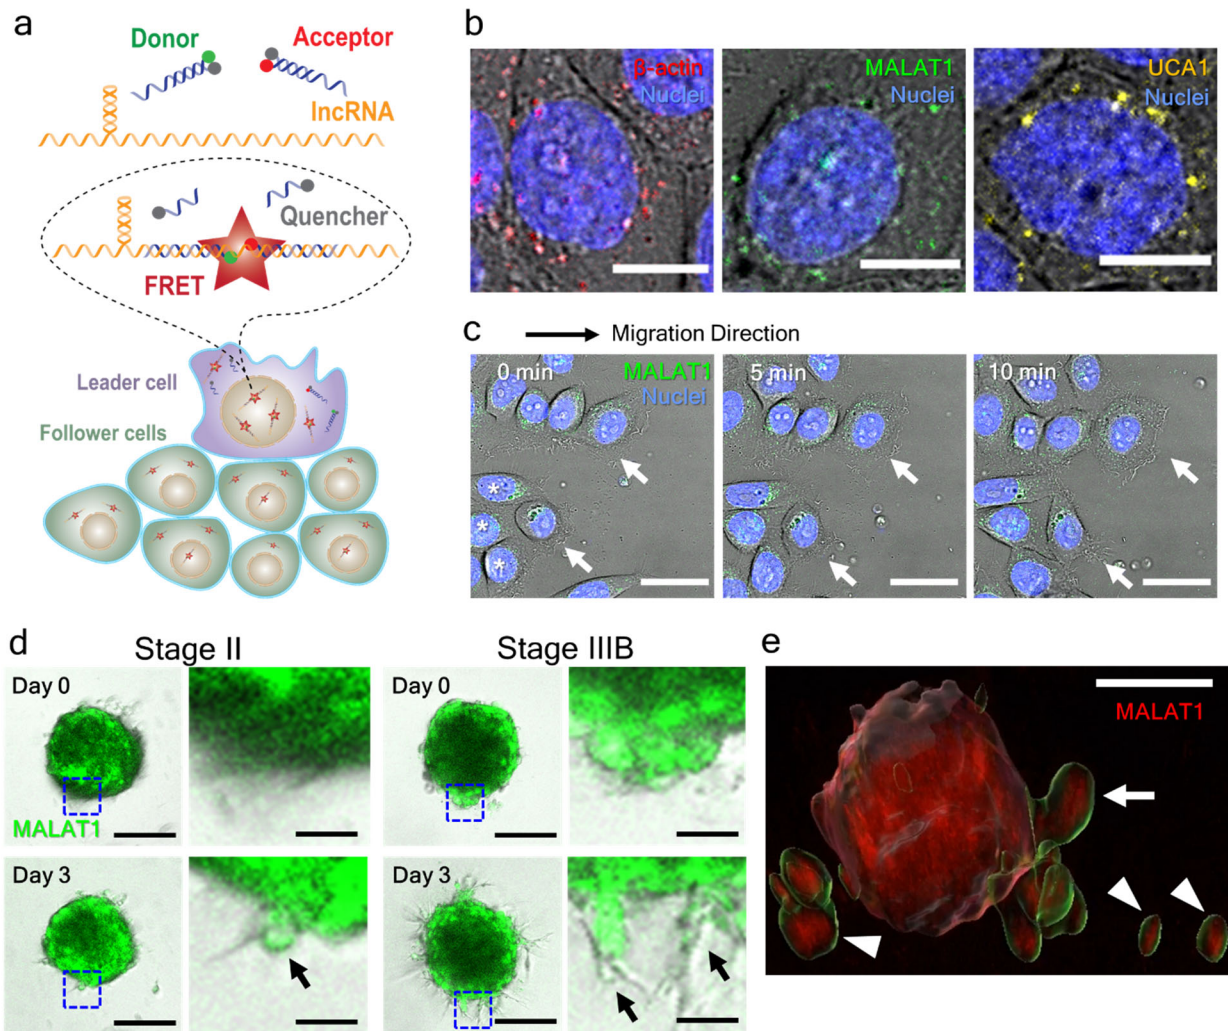 a
Donor
Acceptor
lncRNA
Quencher
FRET
Leader cell
Follower cells
b
β-actin
Nuclei
MALAT1
Nuclei
UCA1
Nuclei
c
Migration Direction
0 min
MALAT1
Nuclei
5 min
10 min
*
*
*
d
Stage II
Stage IIIB
Day 0
MALAT1
Day 0
Day 3
Day 3
e
MALAT1